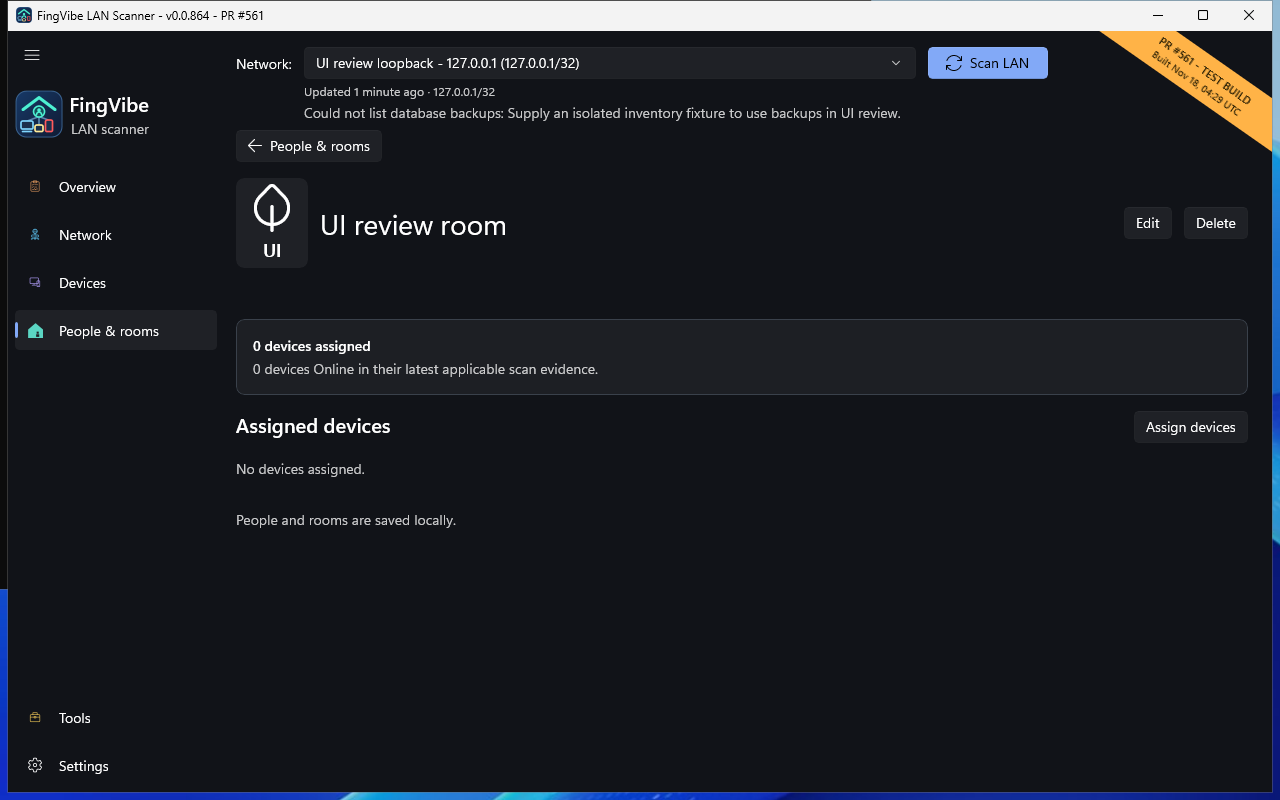 FingVibe LAN Scanner - v0.0.864 - PR #561
PR #561 - TEST BUILD
Built Nov 18, 04:29 UTC
Network:
UI review loopback - 127.0.0.1 (127.0.0.1/32)
Scan LAN
Updated 1 minute ago · 127.0.0.1/32
Could not list database backups: Supply an isolated inventory fixture to use backups in UI review.
FingVibe
LAN scanner
Overview
Network
Devices
People & rooms
Tools
Settings
People & rooms
UI
UI review room
Edit
Delete
0 devices assigned
0 devices Online in their latest applicable scan evidence.
Assigned devices
Assign devices
No devices assigned.
People and rooms are saved locally.